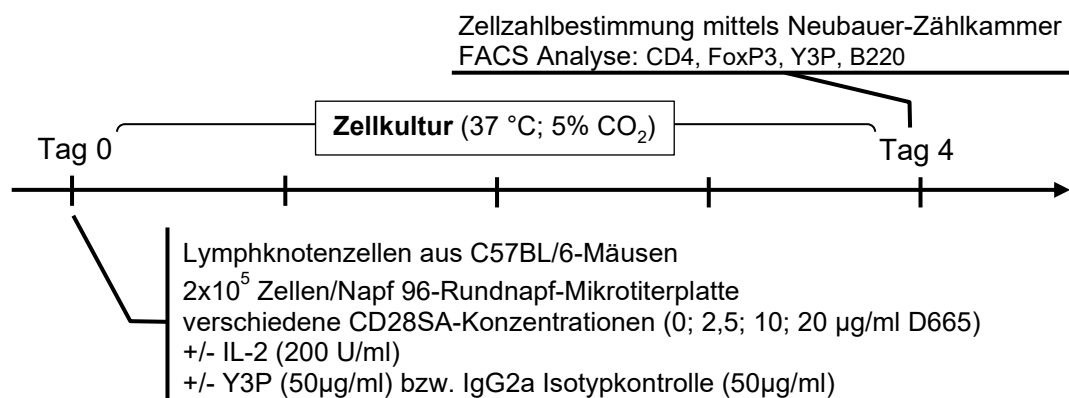 Zellzahlbestimmung mittels Neubauer-Zählkammer
FACS Analyse: CD4, FoxP3, Y3P, B220
Zellkultur (37 °C; 5% CO₂)
Tag 0
Tag 4
Lymphknotenzellen aus C57BL/6-Mäusen
2x10⁵ Zellen/Napf 96-Rundnapf-Mikrotiterplatte
verschiedene CD28SA-Konzentrationen (0; 2,5; 10; 20 µg/ml D665)
+/- IL-2 (200 U/ml)
+/- Y3P (50µg/ml) bzw. IgG2a Isotypkontrolle (50µg/ml)